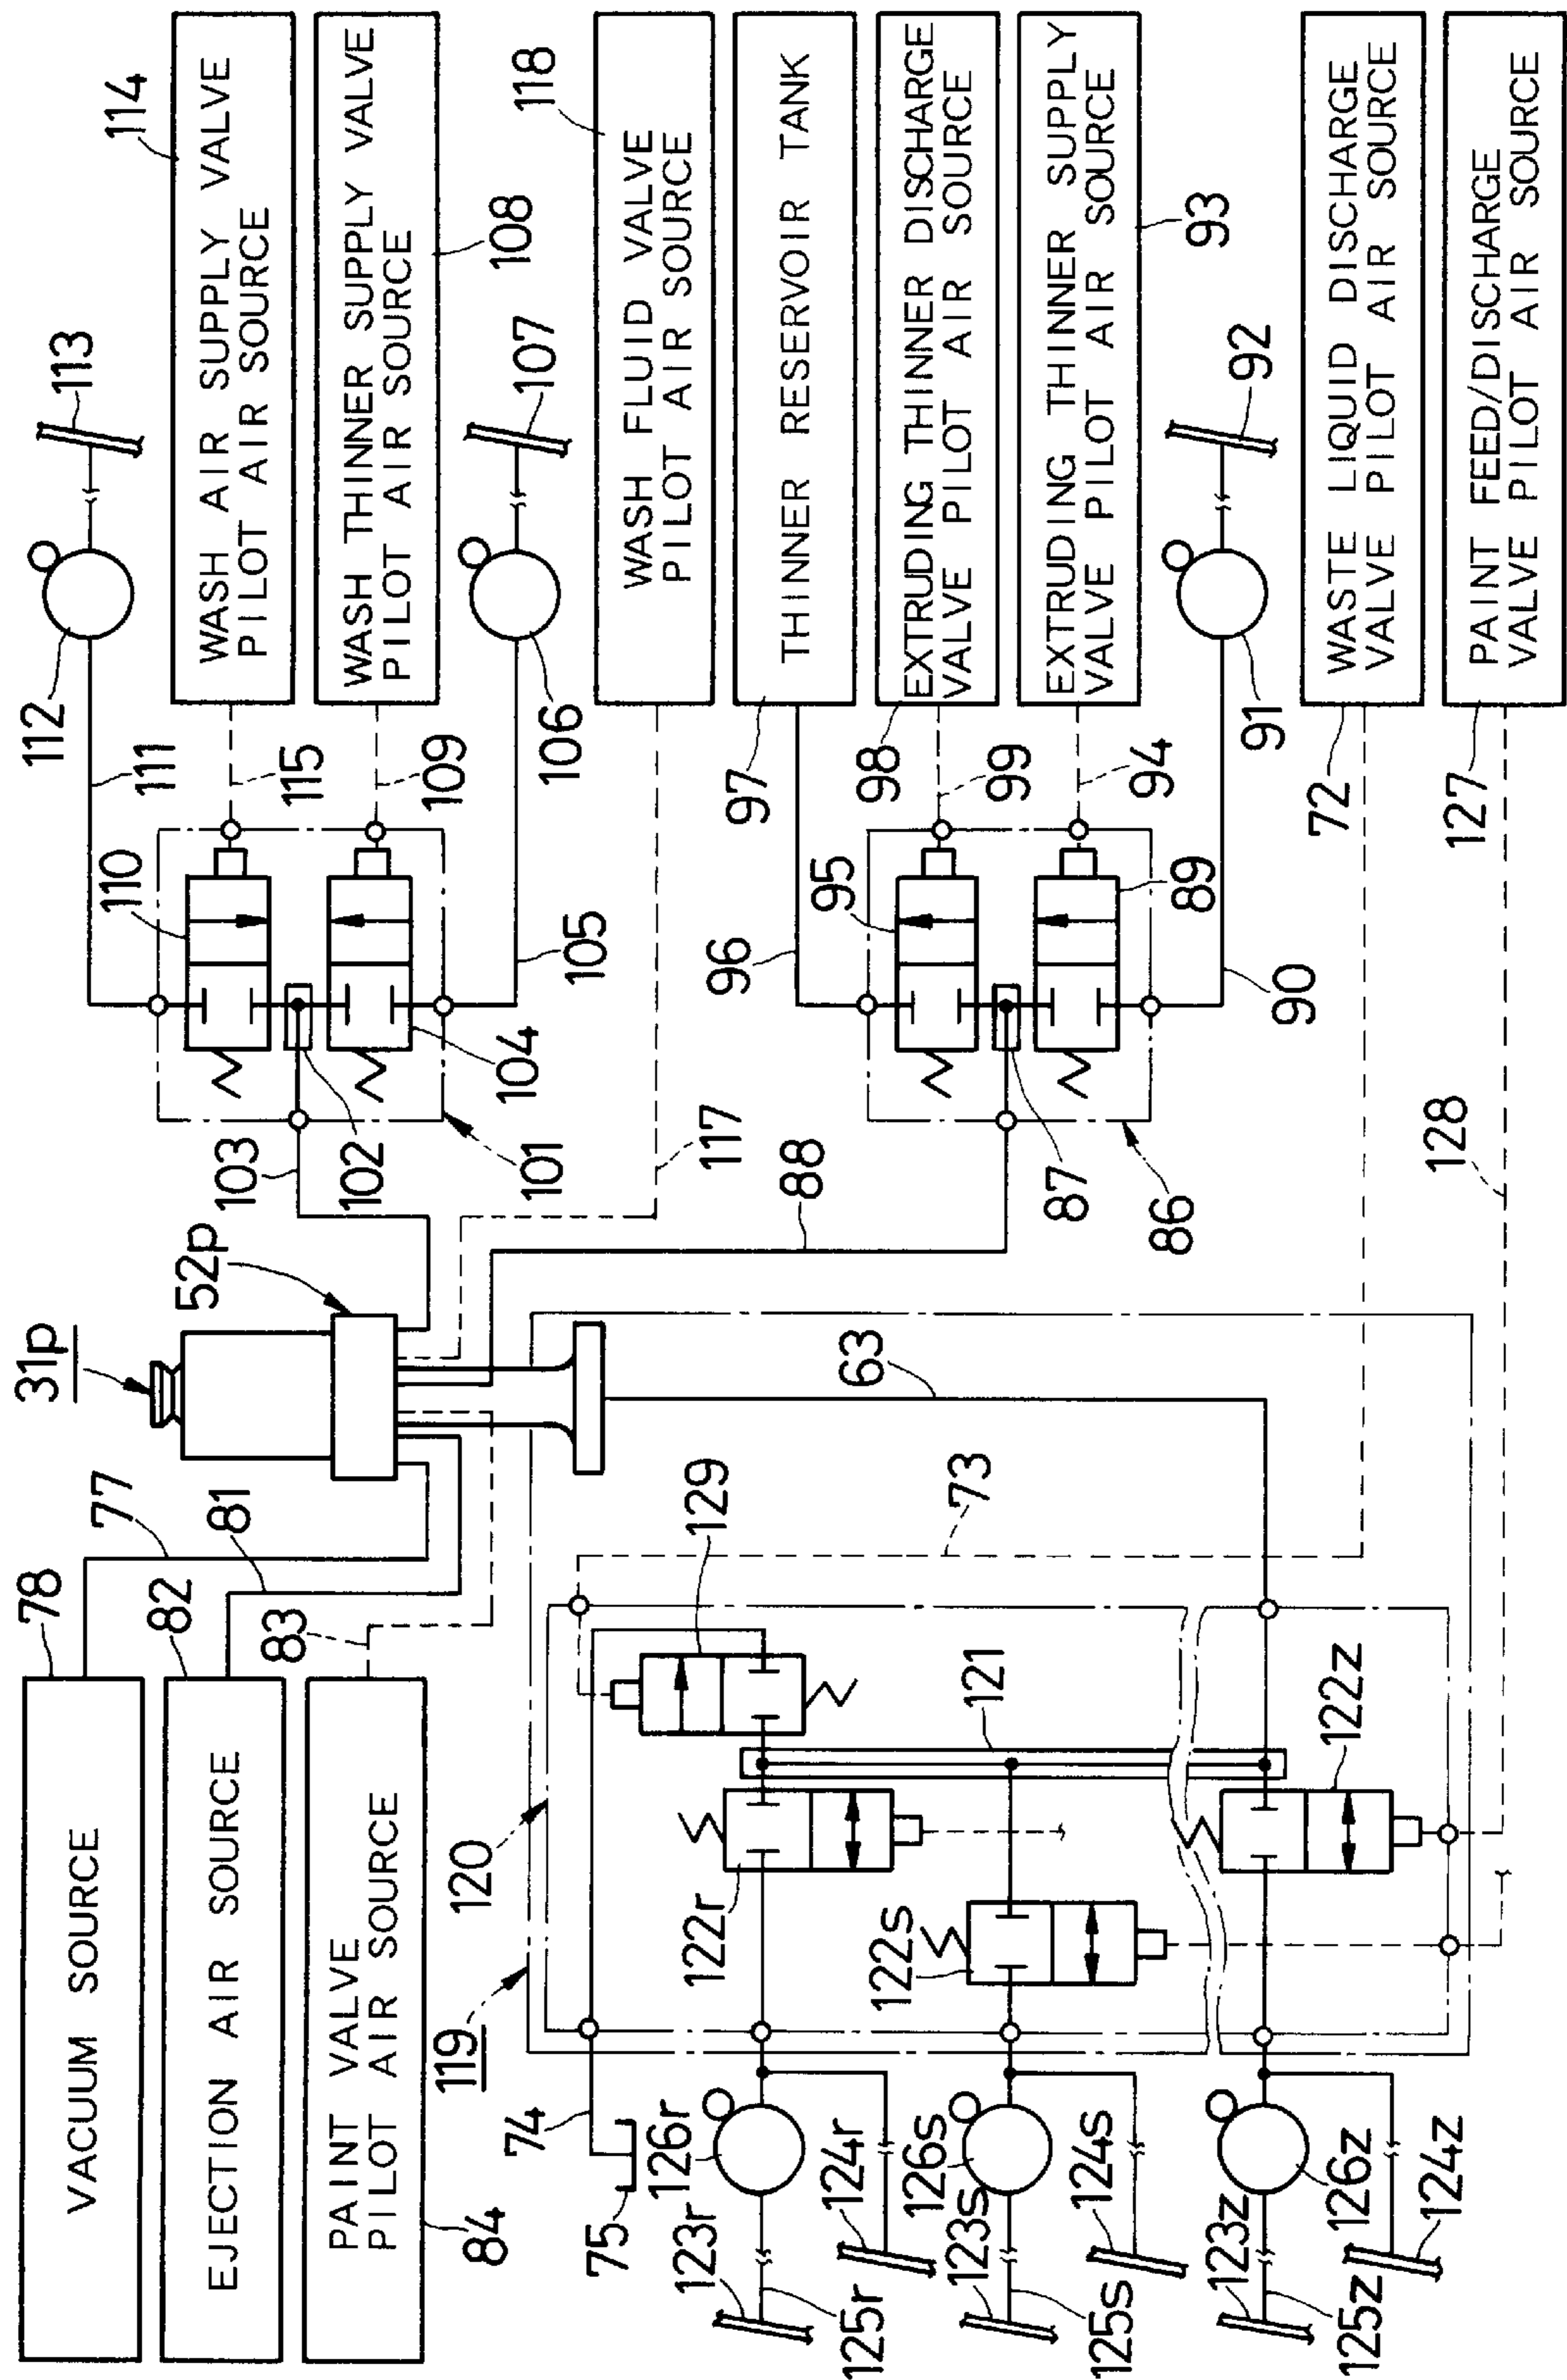 VACUUM SOURCE
78
77
EJECTION AIR SOURCE
82
81
PAINT VALVE
PILOT AIR SOURCE
84
83
31p
52p
103
102
101
104
105
110
111
112
113
WASH AIR SUPPLY VALVE
PILOT AIR SOURCE
114
115
WASH THINNER SUPPLY VALVE
PILOT AIR SOURCE
108
109
106
107
WASH FLUID VALVE
PILOT AIR SOURCE
118
117
THINNER RESERVOIR TANK
97
96
EXTRUDING THINNER DISCHARGE
VALVE PILOT AIR SOURCE
98
99
95
EXTRUDING THINNER SUPPLY
VALVE PILOT AIR SOURCE
93
94
89
88
87
86
90
91
92
WASTE LIQUID DISCHARGE
VALVE PILOT AIR SOURCE
72
73
PAINT FEED/DISCHARGE
VALVE PILOT AIR SOURCE
127
128
63
129
121
120
119
122r
122s
122z
74
75
126r
123r
124r
125r
126s
123s
124s
125s
126z
123z
124z
125z